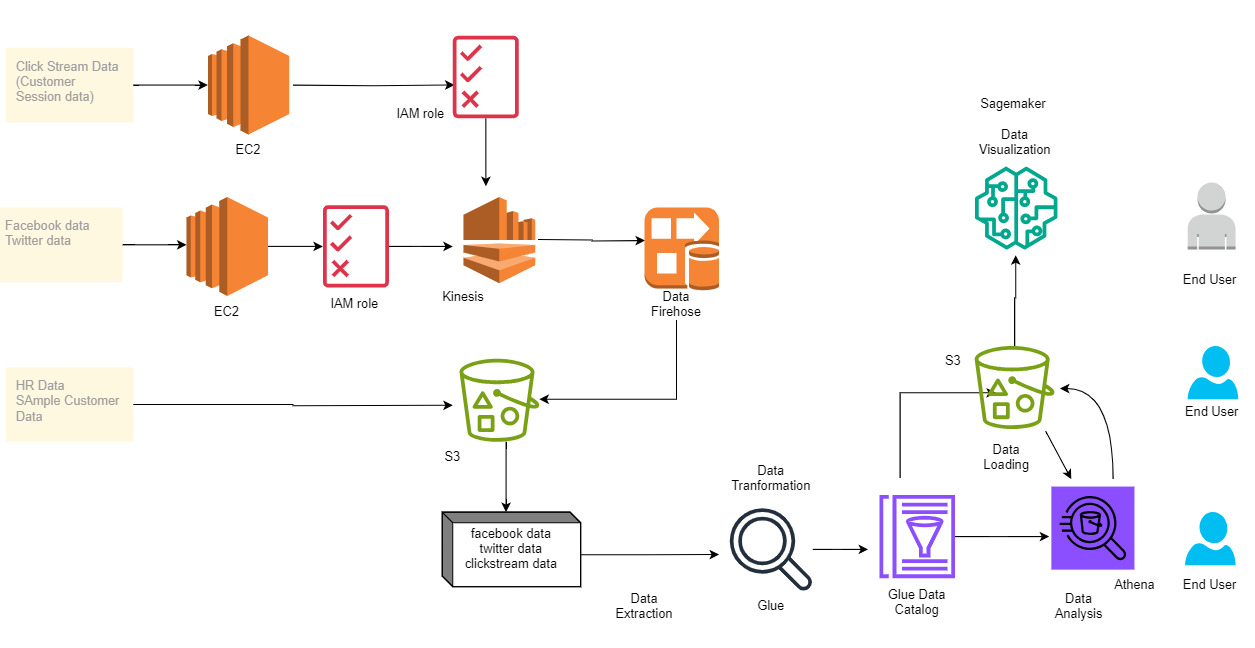 Click Stream Data
(Customer
Session data)
EC2
IAM role
Facebook data
Twitter data
EC2
IAM role
Kinesis
Data
Firehose
HR Data
SAmple Customer
Data
S3
facebook data
twitter data
clickstream data
Data
Extraction
Data
Tranformation
Glue
Glue Data
Catalog
Sagemaker
Data
Visualization
S3
Data
Loading
Athena
Data
Analysis
End User
End User
End User